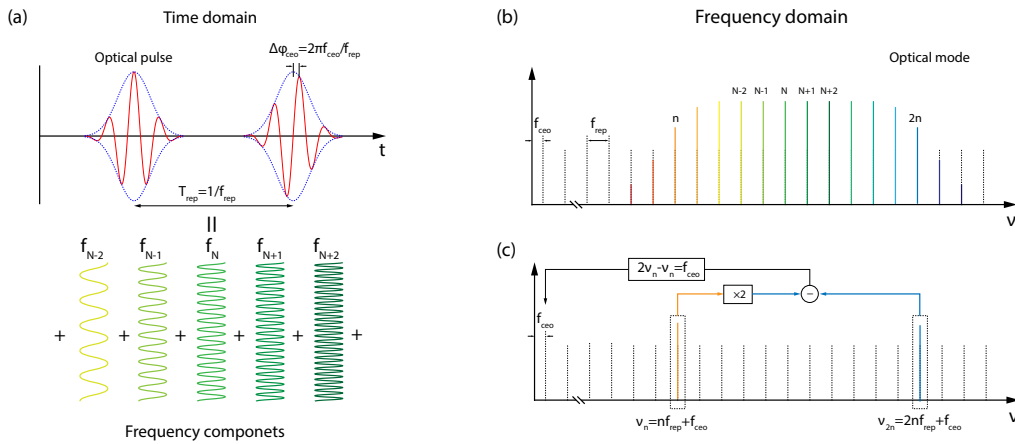 (a)
Time domain
Optical pulse
Δφceo=2πfceo/frep
t
Trep=1/frep
=
fN-2 fN-1 fN fN+1 fN+2
+ + + + + +
Frequency componets
(b)
Frequency domain
Optical mode
N-2 N-1 N N+1 N+2
n
2n
fceo
frep
ν
(c)
2νn-νn=fceo
×2
−
fceo
ν
νn=nfrep+fceo
ν2n=2nfrep+fceo